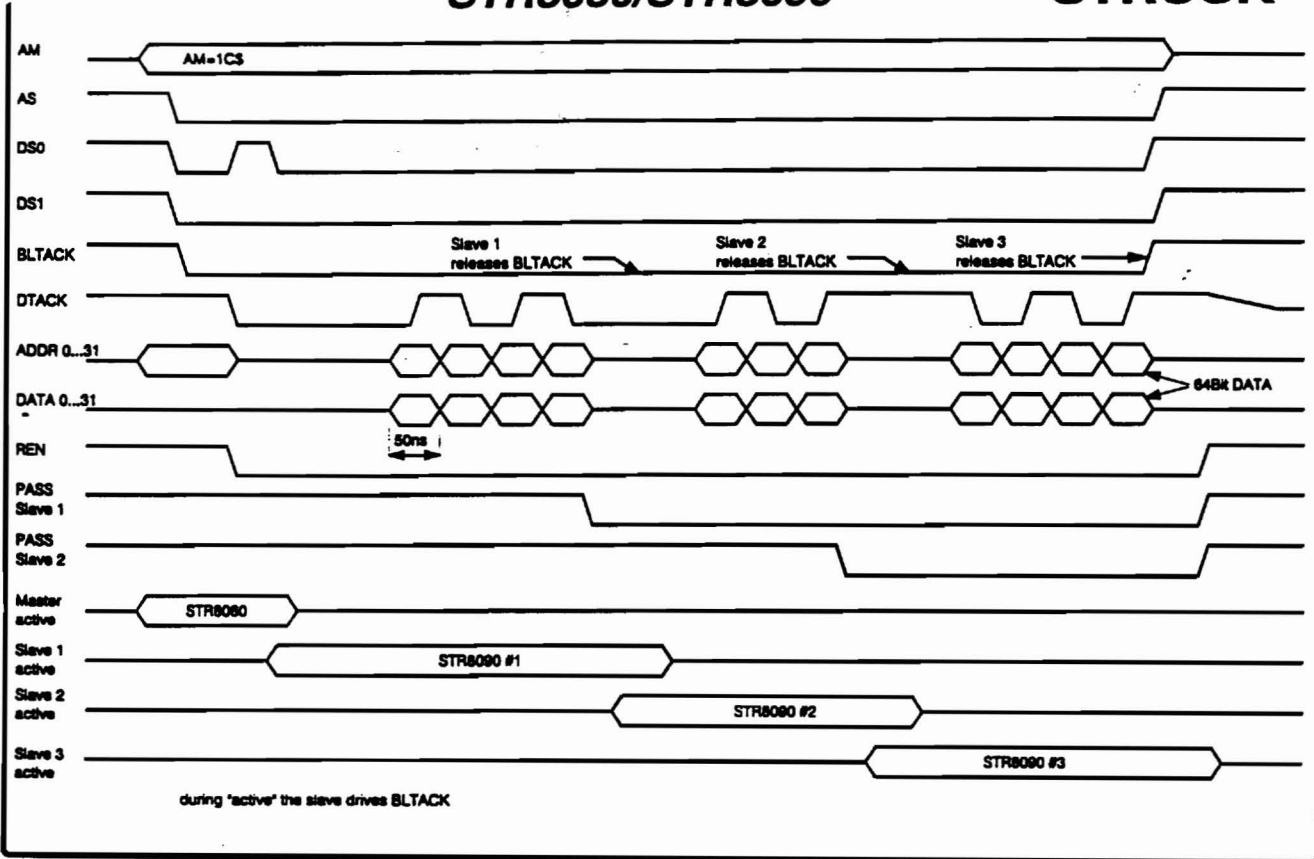 AM
AM=1C$
AS
DS0
DS1
BLTACK
Slave 1
releases BLTACK
Slave 2
releases BLTACK
Slave 3
releases BLTACK
DTACK
ADDR 0...31
DATA 0...31
64Bit DATA
50ns
REN
PASS
Slave 1
PASS
Slave 2
Master
active
STR8080
Slave 1
active
STR8090 #1
Slave 2
active
STR8090 #2
Slave 3
active
STR8090 #3
during "active" the slave drives BLTACK